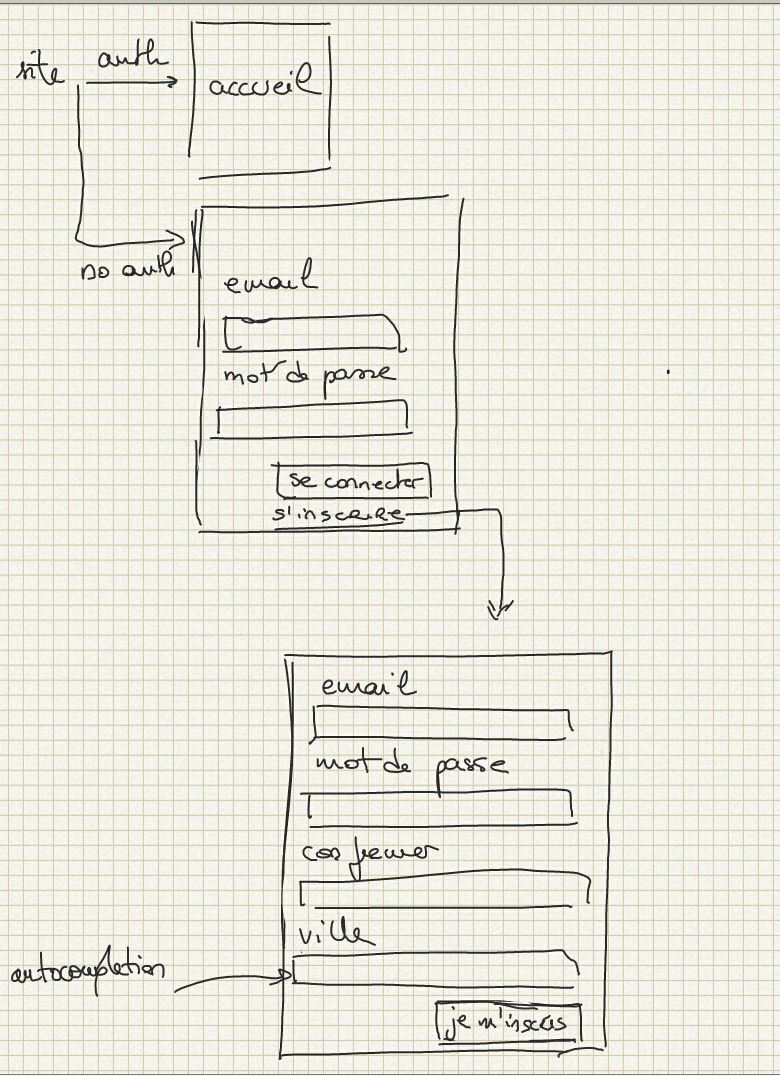 auth
site
accueil
no auth
email
mot de passe
se connecter
s'inscrire
email
mot de passe
confirmer
ville
autocomplétion
je m'inscris